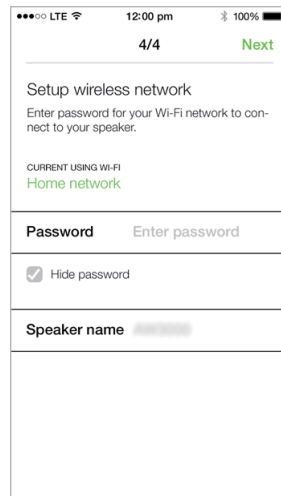 LTE 12:00 pm 100%
4/4 Next
Setup wireless network
Enter password for your Wi-Fi network to con-
nect to your speaker.
CURRENT USING WI-FI
Home network
Password Enter password
Hide password
Speaker name